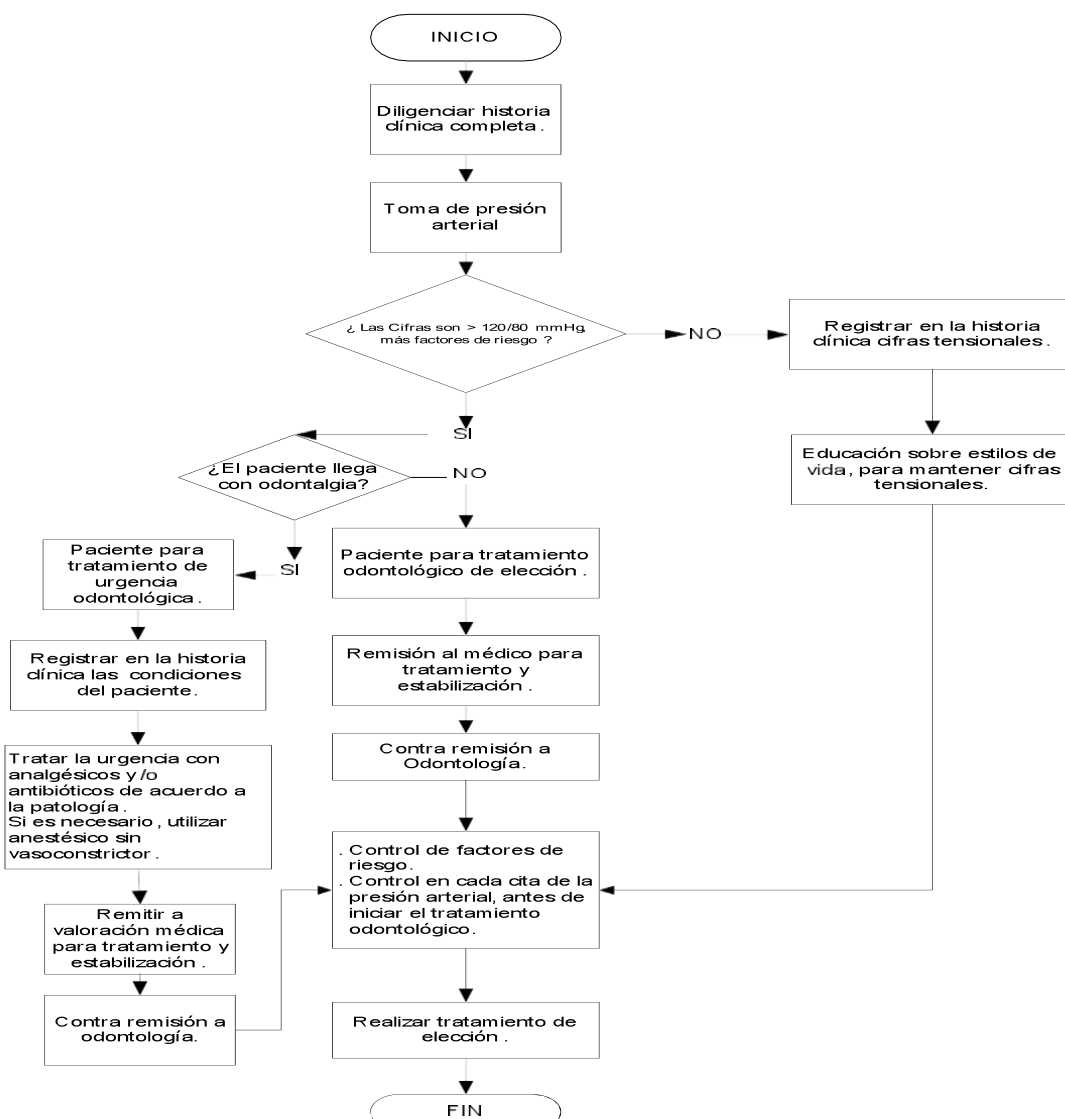 INICIO
Diligenciar historia
clínica completa .
Toma de presión
arterial
¿ Las Cifras son > 120/80 mmHg,
más factores de riesgo ?
NO
Registrar en la historia
clínica cifras tensionales .
Educación sobre estilos de
vida, para mantener cifras
tensionales.
SI
¿El paciente llega
con odontalgia?
NO
SI
Paciente para
tratamiento de
urgencia
odontológica .
Registrar en la historia
clínica las condiciones
del paciente.
Tratar la urgencia con
analgésicos y /o
antibióticos de acuerdo a
la patología .
Si es necesario , utilizar
anestésico sin
vasoconstrictor .
Remitir a
valoración médica
para tratamiento y
estabilización .
Contra remisión a
odontología.
Paciente para tratamiento
odontológico de elección .
Remisión al médico para
tratamiento y
estabilización .
Contra remisión a
Odontología.
. Control de factores de
riesgo.
. Control en cada cita de la
presión arterial, antes de
iniciar el tratamiento
odontológico.
Realizar tratamiento de
elección .
FIN